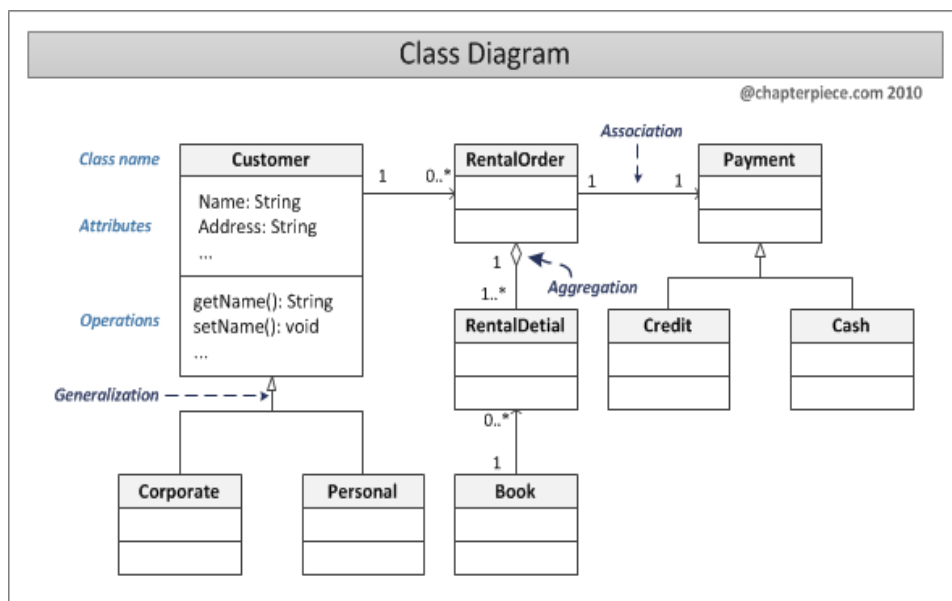 Class Diagram
@chapterpiece.com 2010
Association
Class name
Customer
RentalOrder
Payment
1
0..*
1
1
Name: String
Address: String
...
Attributes
1
Aggregation
1..*
getName(): String
setName(): void
...
Operations
RentalDetial
Credit
Cash
Generalization
0..*
1
Corporate
Personal
Book